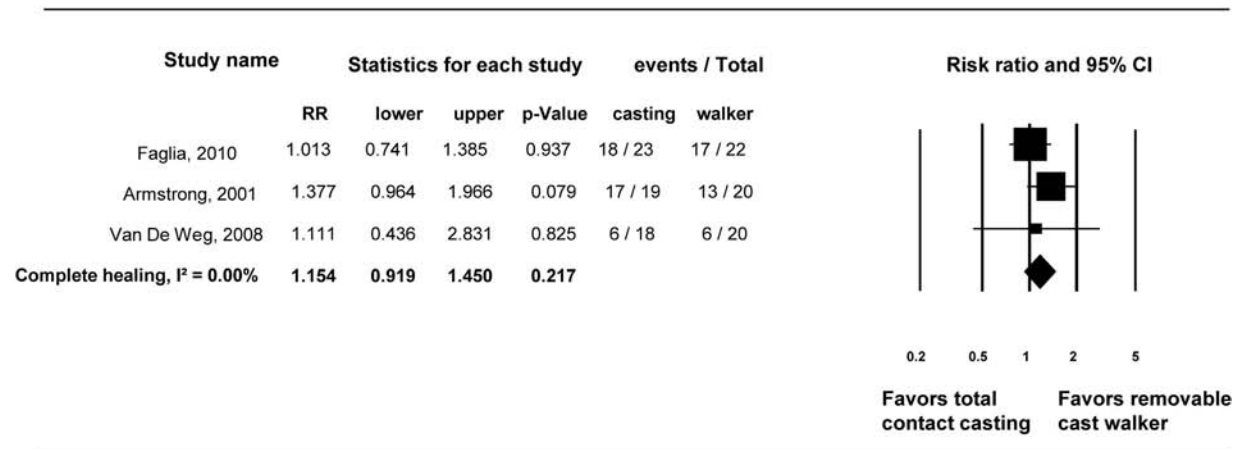 Study name Statistics for each study events / Total Risk ratio and 95% CI
RR lower upper p-Value casting walker
Faglia, 2010 1.013 0.741 1.385 0.937 18 / 23 17 / 22
Armstrong, 2001 1.377 0.964 1.966 0.079 17 / 19 13 / 20
Van De Weg, 2008 1.111 0.436 2.831 0.825 6 / 18 6 / 20
Complete healing, I² = 0.00% 1.154 0.919 1.450 0.217
0.2 0.5 1 2 5
Favors total Favors removable
contact casting cast walker